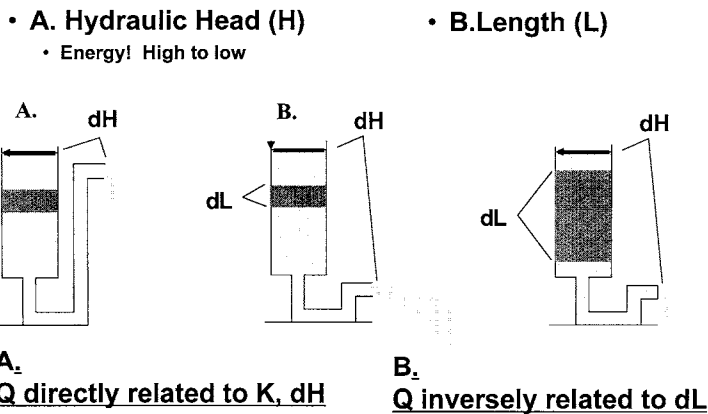 • A. Hydraulic Head (H)
• Energy! High to low
• B.Length (L)
A.
dH
B.
dH
dL
dH
dL
A.
Q directly related to K, dH
B.
Q inversely related to dL